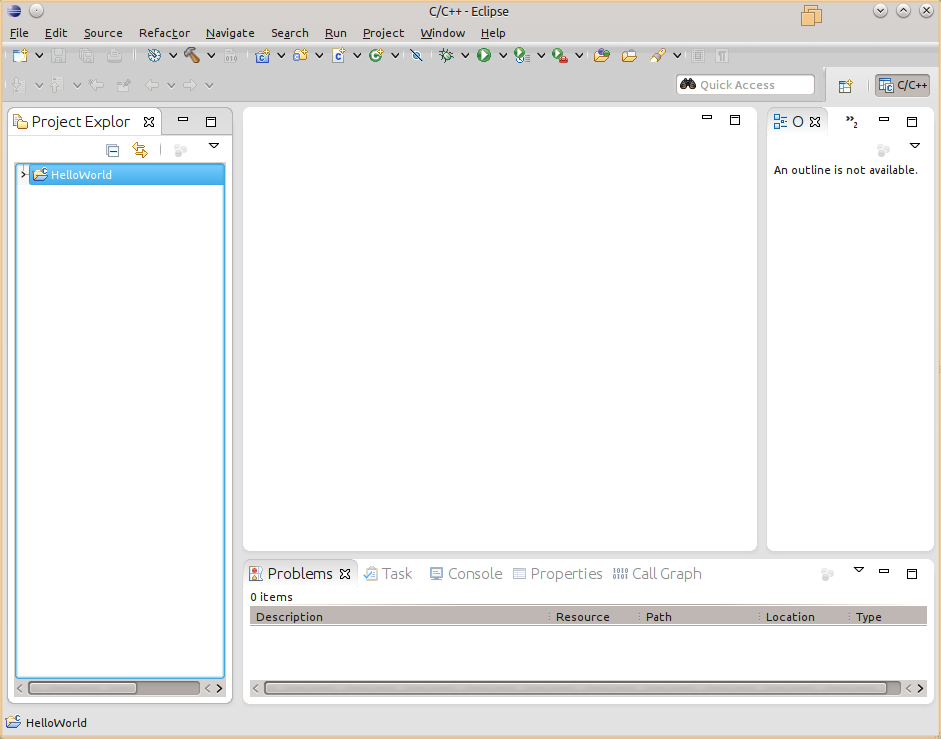 C/C++ - Eclipse
File Edit Source Refactor Navigate Search Run Project Window Help
Quick Access C/C++
Project Explor
O »2
HelloWorld
An outline is not available.
Problems Task Console Properties Call Graph
0 items
Description Resource Path Location Type
HelloWorld